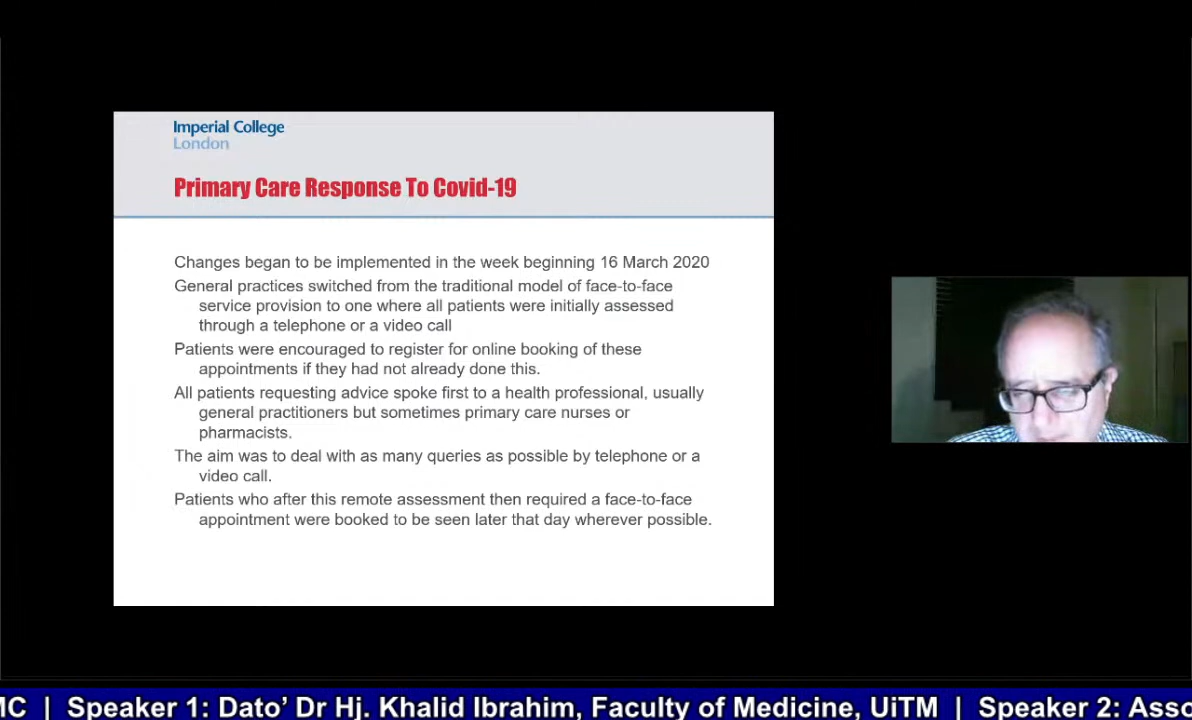 Imperial College
London
Primary Care Response To Covid-19
Changes began to be implemented in the week beginning 16 March 2020
General practices switched from the traditional model of face-to-face
service provision to one where all patients were initially assessed
through a telephone or a video call
Patients were encouraged to register for online booking of these
appointments if they had not already done this.
All patients requesting advice spoke first to a health professional, usually
general practitioners but sometimes primary care nurses or
pharmacists.
The aim was to deal with as many queries as possible by telephone or a
video call.
Patients who after this remote assessment then required a face-to-face
appointment were booked to be seen later that day wherever possible.
| Speaker 1: Dato’ Dr Hj. Khalid Ibrahim, Faculty of Medicine, UiTM | Speaker 2: